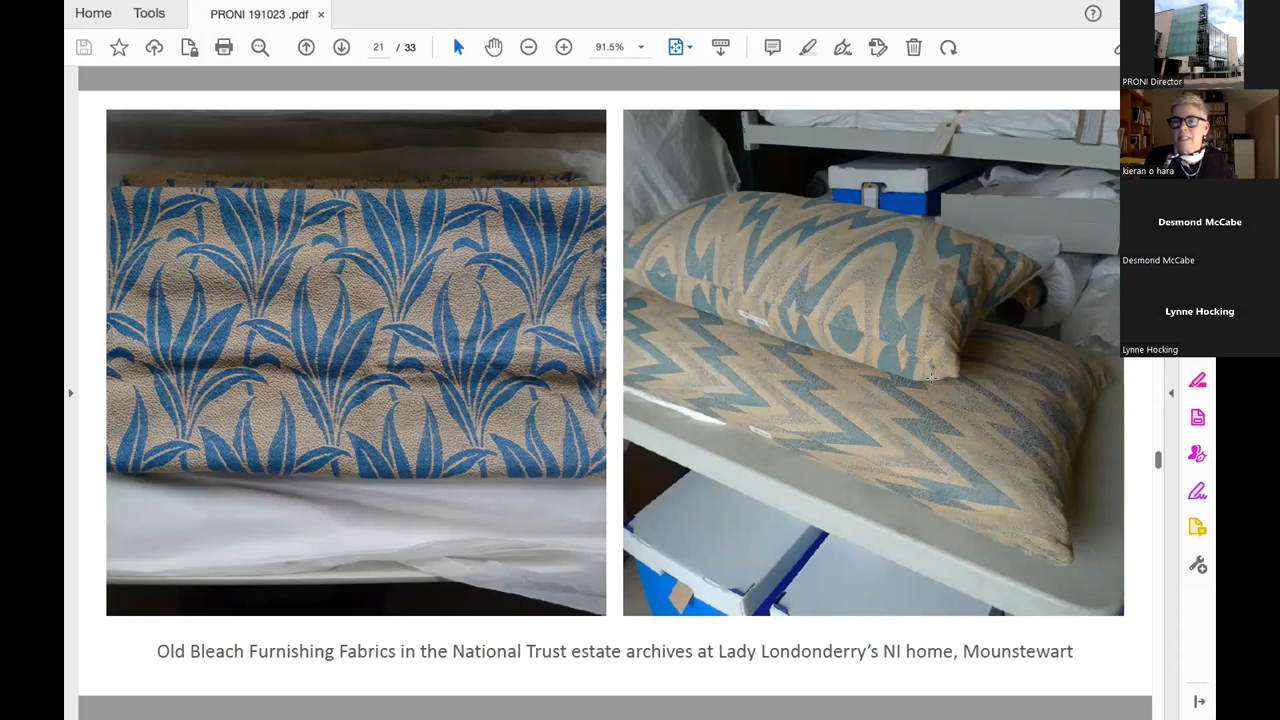 Home
Tools
PRONI 191023 .pdf
21 / 33
91.5%
PRONI Director
kieran o hara
Desmond McCabe
Desmond McCabe
Lynne Hocking
Lynne Hocking
Old Bleach Furnishing Fabrics in the National Trust estate archives at Lady Londonderry's NI home, Mounstewart